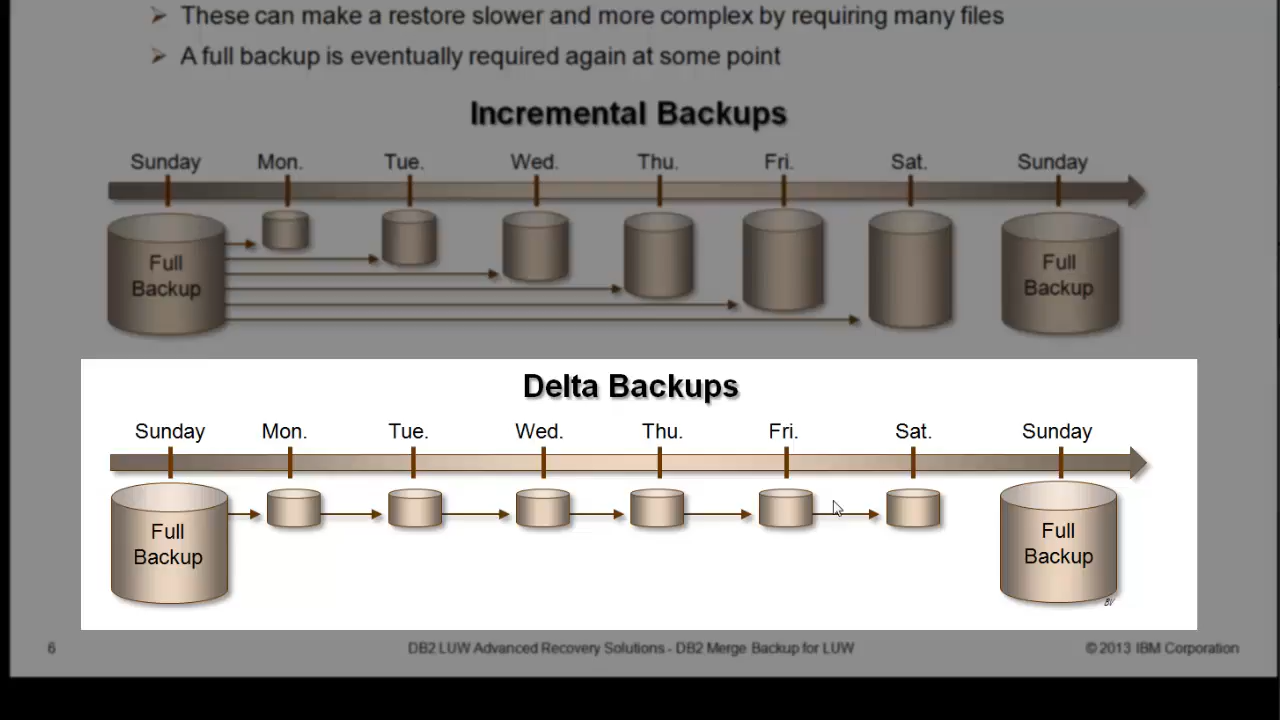 These can make a restore slower and more complex by requiring many files
A full backup is eventually required again at some point
Incremental Backups
Sunday Mon. Tue. Wed. Thu. Fri. Sat. Sunday
Full
Backup
Full
Backup
Delta Backups
Sunday Mon. Tue. Wed. Thu. Fri. Sat. Sunday
Full
Backup
Full
Backup
BV
6 DB2 LUW Advanced Recovery Solutions - DB2 Merge Backup for LUW © 2013 IBM Corporation